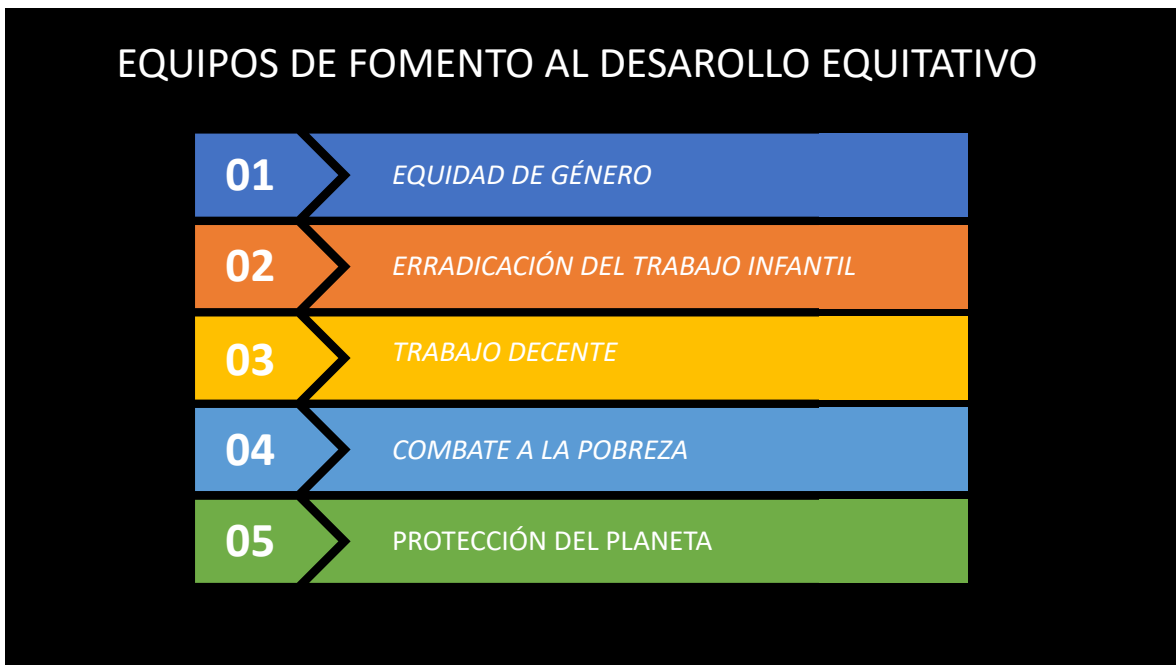 EQUIPOS DE FOMENTO AL DESAROLLO EQUITATIVO
01 EQUIDAD DE GÉNERO
02 ERRADICACIÓN DEL TRABAJO INFANTIL
03 TRABAJO DECENTE
04 COMBATE A LA POBREZA
05 PROTECCIÓN DEL PLANETA